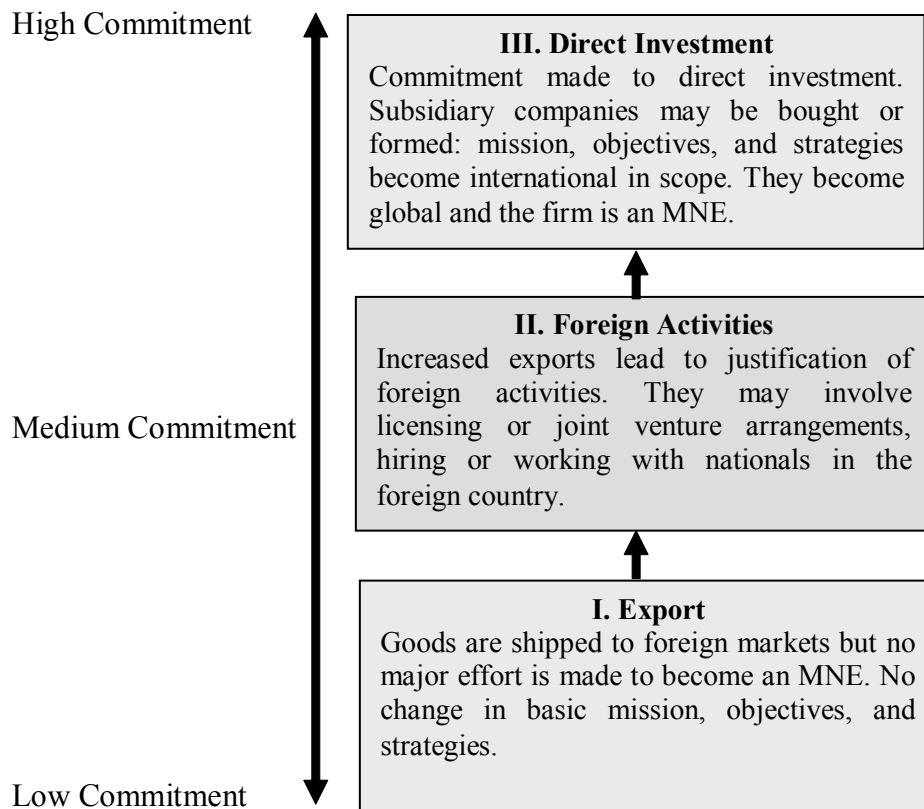 High Commitment
III. Direct Investment
Commitment made to direct investment.
Subsidiary companies may be bought or
formed: mission, objectives, and strategies
become international in scope. They become
global and the firm is an MNE.
II. Foreign Activities
Increased exports lead to justification of
foreign activities. They may involve
licensing or joint venture arrangements,
hiring or working with nationals in the
foreign country.
Medium Commitment
I. Export
Goods are shipped to foreign markets but no
major effort is made to become an MNE. No
change in basic mission, objectives, and
strategies.
Low Commitment